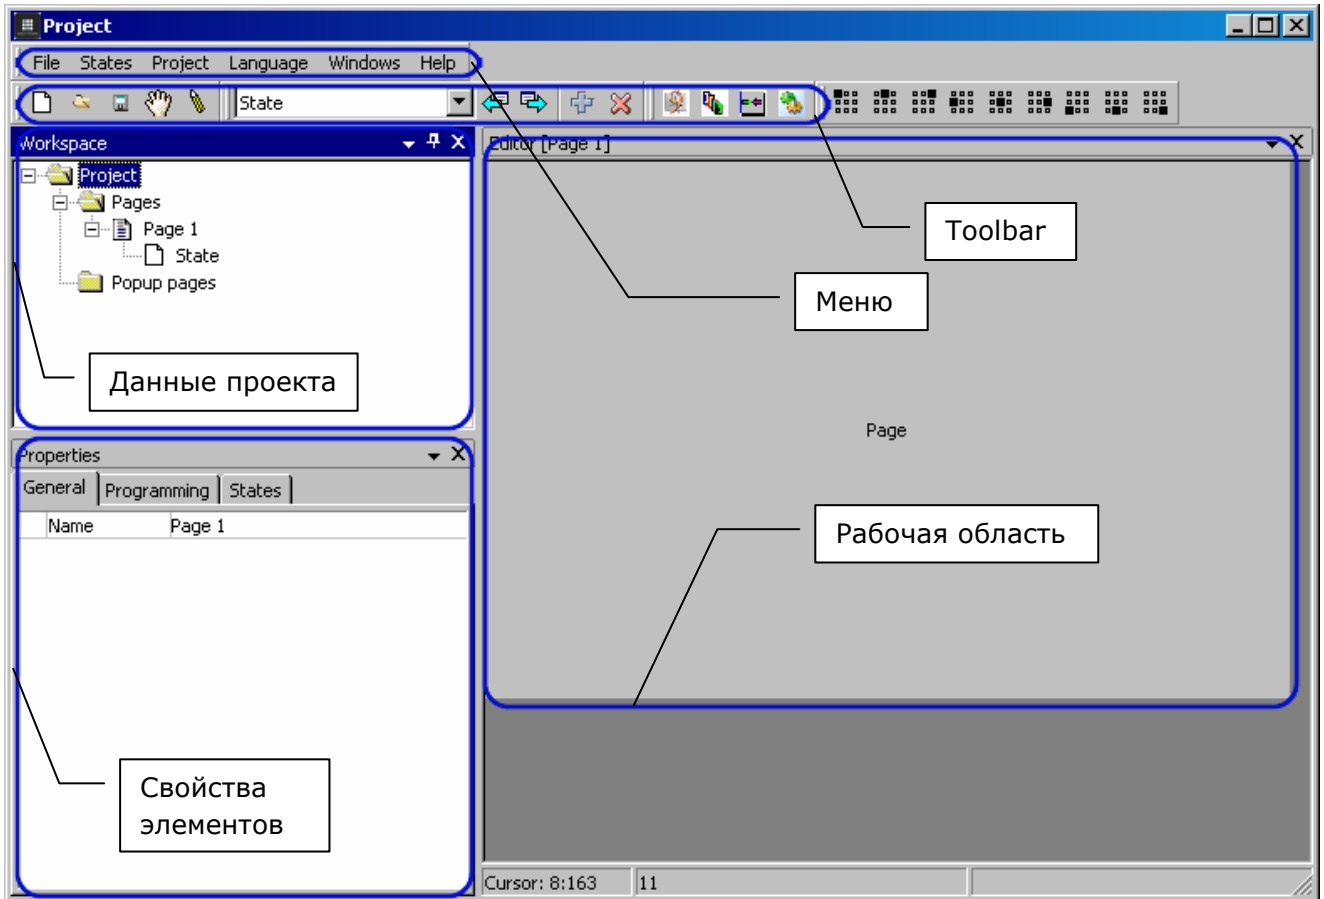 Project
File States Project Language Windows Help
State
Workspace
Editor [Page 1]
Project
Pages
Page 1
State
Popup pages
Toolbar
Меню
Данные проекта
Page
Properties
General Programming States
Name Page 1
Рабочая область
Свойства
элементов
Cursor: 8:163 11